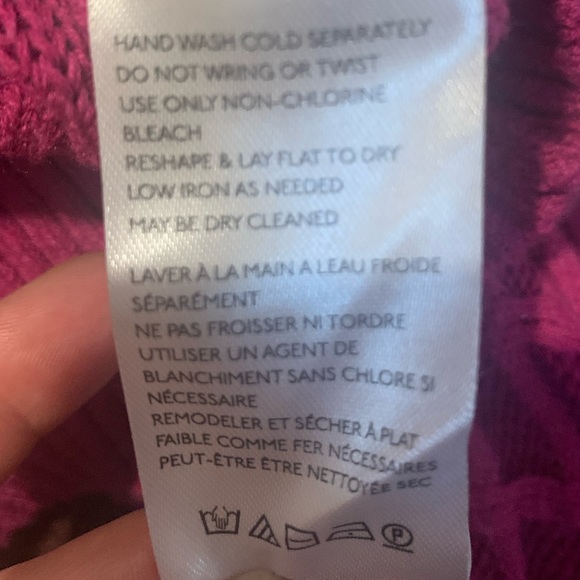 HAND WASH COLD SEPARATELY
DO NOT WRING OR TWIST
USE ONLY NON-CHLORINE
BLEACH
RESHAPE & LAY FLAT TO DRY
LOW IRON AS NEEDED
MAY BE DRY CLEANED
LAVER À LA MAIN A LEAU FROIDE
SÉPARÉMENT
NE PAS FROISSER NI TORDRE
UTILISER UN AGENT DE
BLANCHIMENT SANS CHLORE SI
NÉCESSAIRE
REMODELER ET SÉCHER À PLAT
FAIBLE COMME FER NÉCESSAIRES
PEUT-ÊTRE ÊTRE NETTOYÉE SEC
P